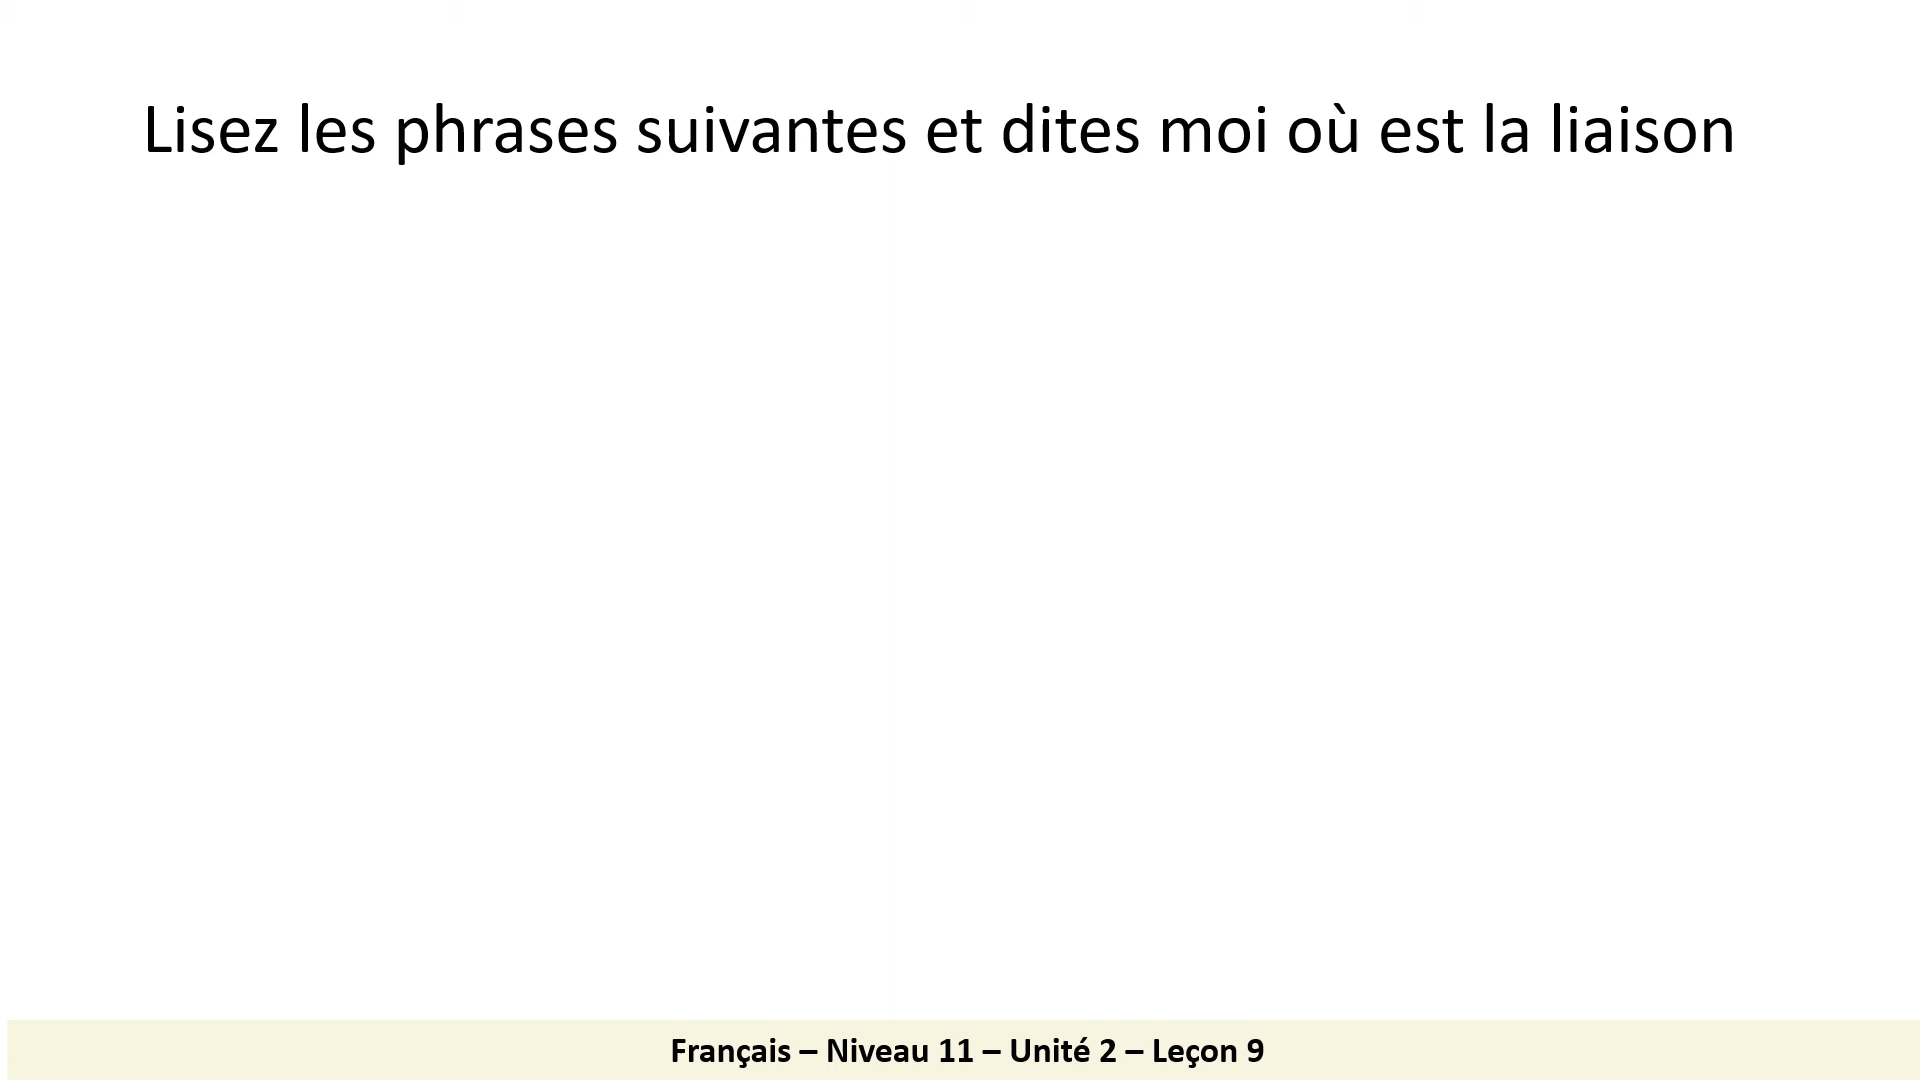 Lisez les phrases suivantes et dites moi où est la liaison
Français – Niveau 11 – Unité 2 – Leçon 9